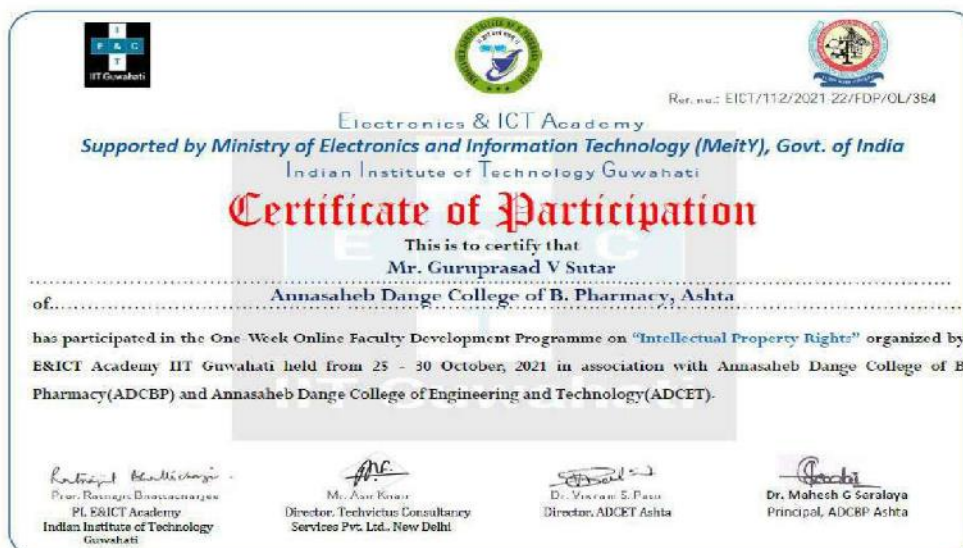 E & C
IIT Guwahati
Ref. no.: EICT/112/2021-22/FDP/OL/384
Electronics & ICT Academy
Supported by Ministry of Electronics and Information Technology (MeitY), Govt. of India
Indian Institute of Technology Guwahati
Certificate of Participation
This is to certify that
Mr. Guruprasad V Sutar
of Annasaheb Dange College of B. Pharmacy, Ashta
has participated in the One-Week Online Faculty Development Programme on “Intellectual Property Rights” organized by
E&ICT Academy IIT Guwahati held from 25 - 30 October, 2021 in association with Annasaheb Dange College of B
Pharmacy(ADCBP) and Annasaheb Dange College of Engineering and Technology(ADCET).
Prof. Ratnajit Bhattacharjee
PI, E&ICT Academy
Indian Institute of Technology
Guwahati
Mr.
Director, Techvictus Consultancy
Services Pvt. Ltd., New Delhi
Dr. Vikram S. Patil
Director, ADCET Ashta
Dr. Mahesh G Saralaya
Principal, ADCBP Ashta